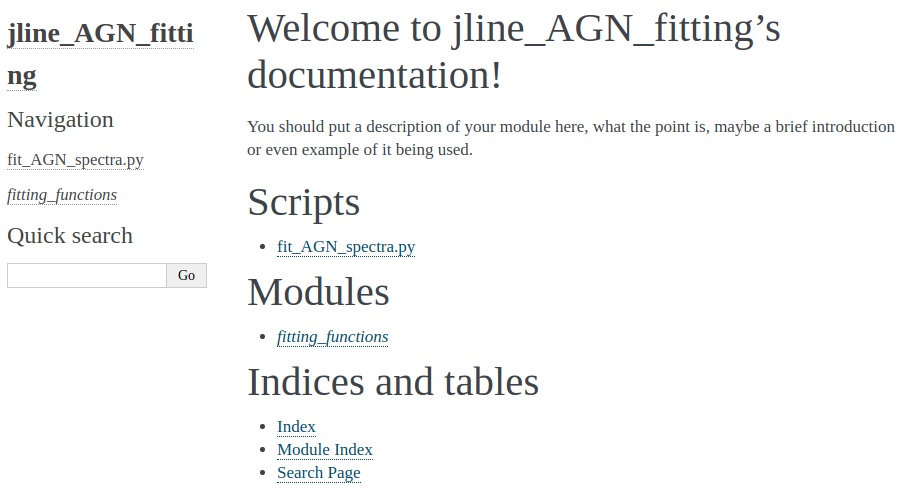 jline_AGN_fitti
ng
Navigation
fit_AGN_spectra.py
fitting_functions
Quick search
Go
Welcome to jline_AGN_fitting’s
documentation!
You should put a description of your module here, what the point is, maybe a brief introduction
or even example of it being used.
Scripts
fit_AGN_spectra.py
Modules
fitting_functions
Indices and tables
Index
Module Index
Search Page